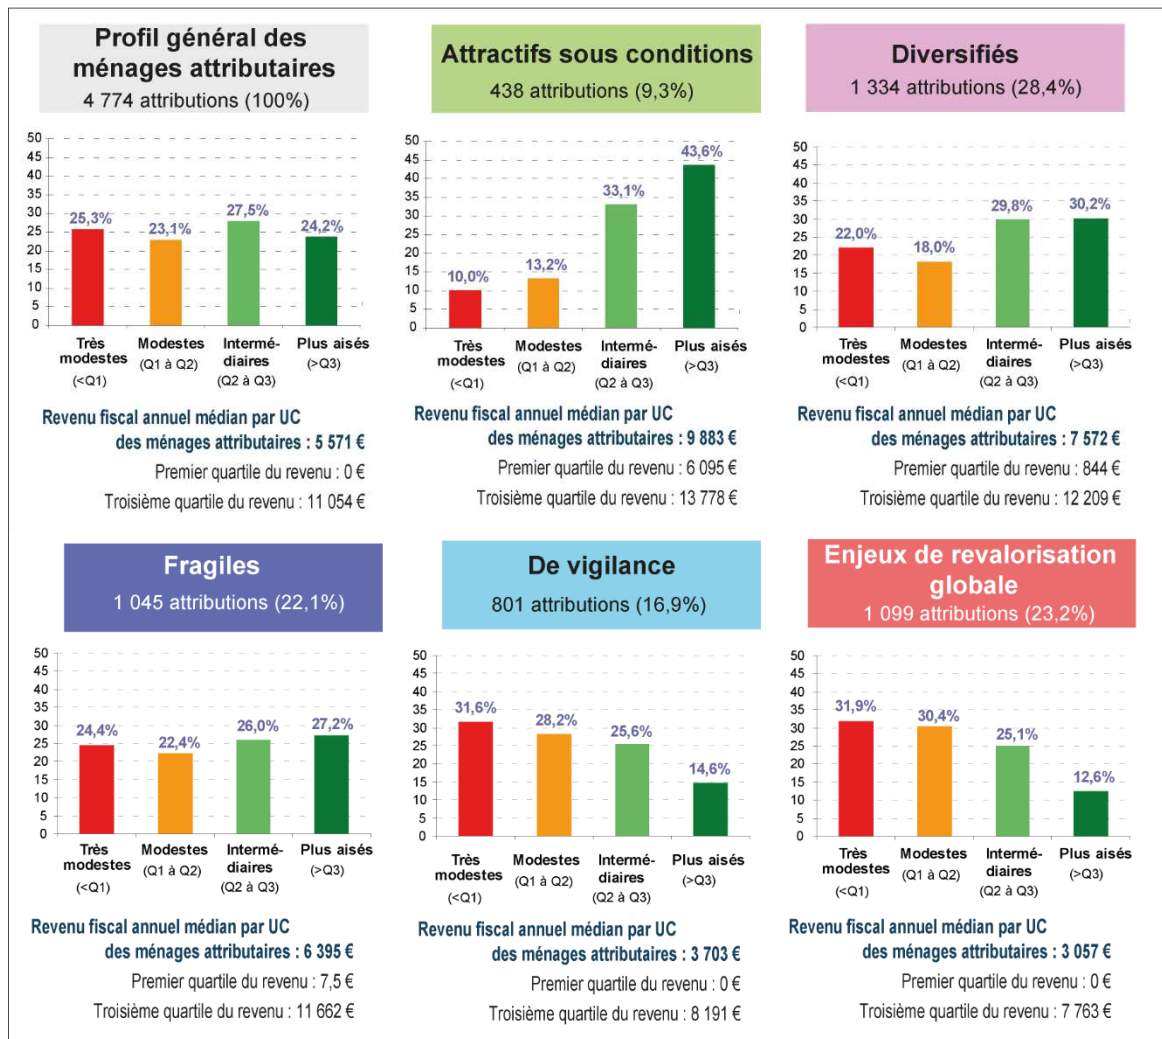 Profil général des
ménages attributaires
4 774 attributions (100%)
50
45
40
35
30
25
20
15
10
5
0
25,3%
23,1%
27,5%
24,2%
Très
modestes
(<Q1)
Modestes
(Q1 à Q2)
Intermé-
diaires
(Q2 à Q3)
Plus aisés
(>Q3)
Revenu fiscal annuel médian par UC
des ménages attributaires : 5 571 €
Premier quartile du revenu : 0 €
Troisième quartile du revenu : 11 054 €
Attractifs sous conditions
438 attributions (9,3%)
50
45
40
35
30
25
20
15
10
5
0
10,0%
13,2%
33,1%
43,6%
Très
modestes
(<Q1)
Modestes
(Q1 à Q2)
Intermé-
diaires
(Q2 à Q3)
Plus aisés
(>Q3)
Revenu fiscal annuel médian par UC
des ménages attributaires : 9 883 €
Premier quartile du revenu : 6 095 €
Troisième quartile du revenu : 13 778 €
Diversifiés
1 334 attributions (28,4%)
50
45
40
35
30
25
20
15
10
5
0
22,0%
18,0%
29,8%
30,2%
Très
modestes
(<Q1)
Modestes
(Q1 à Q2)
Intermé-
diaires
(Q2 à Q3)
Plus aisés
(>Q3)
Revenu fiscal annuel médian par UC
des ménages attributaires : 7 572 €
Premier quartile du revenu : 844 €
Troisième quartile du revenu : 12 209 €
Fragiles
1 045 attributions (22,1%)
50
45
40
35
30
25
20
15
10
5
0
24,4%
22,4%
26,0%
27,2%
Très
modestes
(<Q1)
Modestes
(Q1 à Q2)
Intermé-
diaires
(Q2 à Q3)
Plus aisés
(>Q3)
Revenu fiscal annuel médian par UC
des ménages attributaires : 6 395 €
Premier quartile du revenu : 7,5 €
Troisième quartile du revenu : 11 662 €
De vigilance
801 attributions (16,9%)
50
45
40
35
30
25
20
15
10
5
0
31,6%
28,2%
25,6%
14,6%
Très
modestes
(<Q1)
Modestes
(Q1 à Q2)
Intermé-
diaires
(Q2 à Q3)
Plus aisés
(>Q3)
Revenu fiscal annuel médian par UC
des ménages attributaires : 3 703 €
Premier quartile du revenu : 0 €
Troisième quartile du revenu : 8 191 €
Enjeux de revalorisation
globale
1 099 attributions (23,2%)
50
45
40
35
30
25
20
15
10
5
0
31,9%
30,4%
25,1%
12,6%
Très
modestes
(<Q1)
Modestes
(Q1 à Q2)
Intermé-
diaires
(Q2 à Q3)
Plus aisés
(>Q3)
Revenu fiscal annuel médian par UC
des ménages attributaires : 3 057 €
Premier quartile du revenu : 0 €
Troisième quartile du revenu : 7 763 €